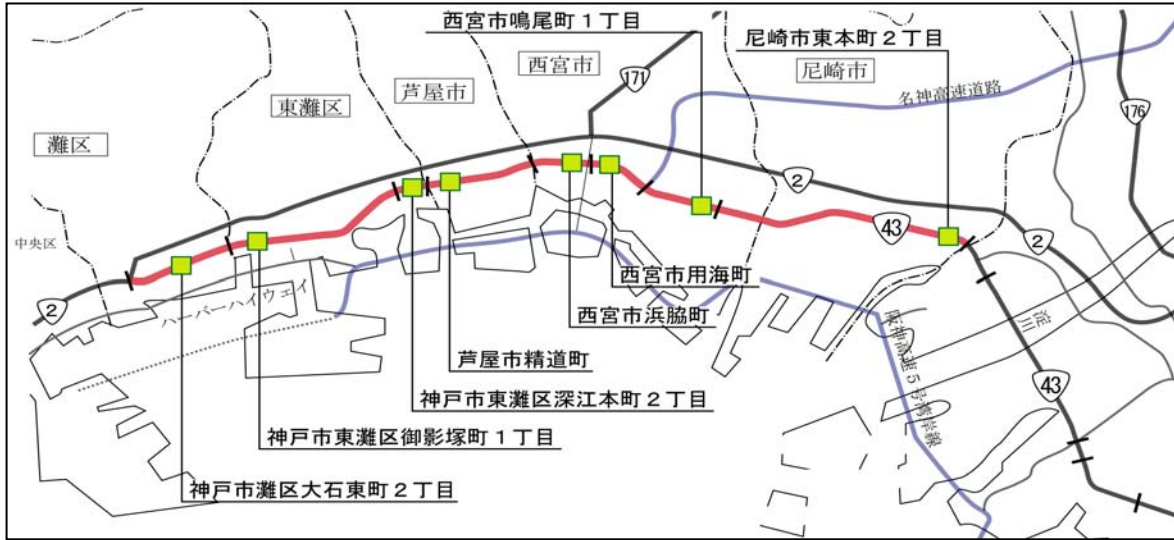 西宮市鳴尾町1丁目
尼崎市東本町2丁目
西宮市
171
尼崎市
芦屋市
名神高速道路
176
東灘区
灘区
2
43
2
中央区
西宮市用海町
ハーバーハイウェイ
2
西宮市浜脇町
淀川
阪神高速5号湾岸線
芦屋市精道町
43
神戸市東灘区深江本町2丁目
神戸市東灘区御影塚町1丁目
神戸市灘区大石東町2丁目